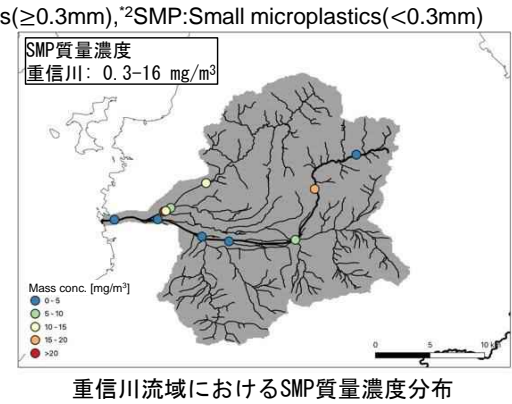 s(≥0.3mm),*2SMP:Small microplastics(<0.3mm)
SMP質量濃度
重信川: 0.3-16 mg/m3
Mass conc. [mg/m³]
0 - 5
5 - 10
10 - 15
15 - 20
>20
0 5 10 km
重信川流域におけるSMP質量濃度分布